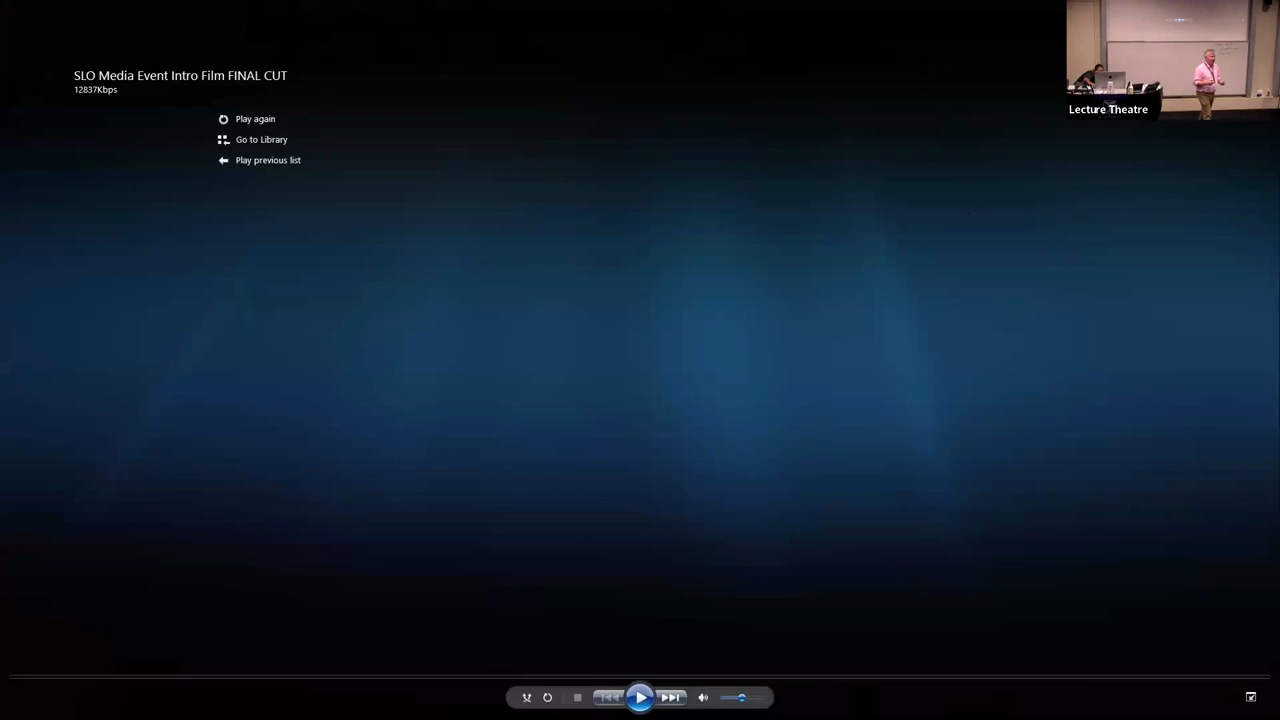 SLO Media Event Intro Film FINAL CUT
12837Kbps
Play again
Go to Library
Play previous list
Lecture Theatre